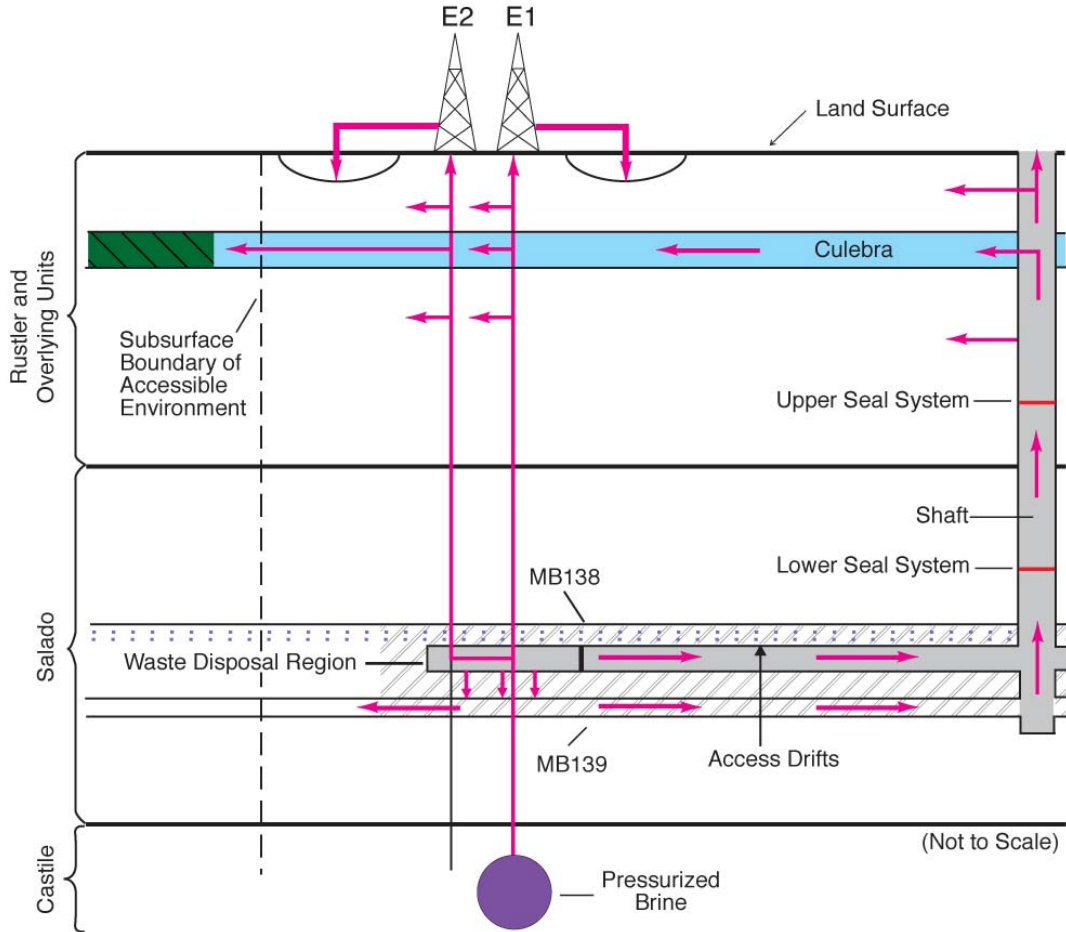 E2
E1
Land Surface
Culebra
Rustler and
Overlying Units
Subsurface
Boundary of
Accessible
Environment
Upper Seal System
Shaft
Lower Seal System
MB138
Salado
Waste Disposal Region
MB139
Access Drifts
(Not to Scale)
Castile
Pressurized
Brine